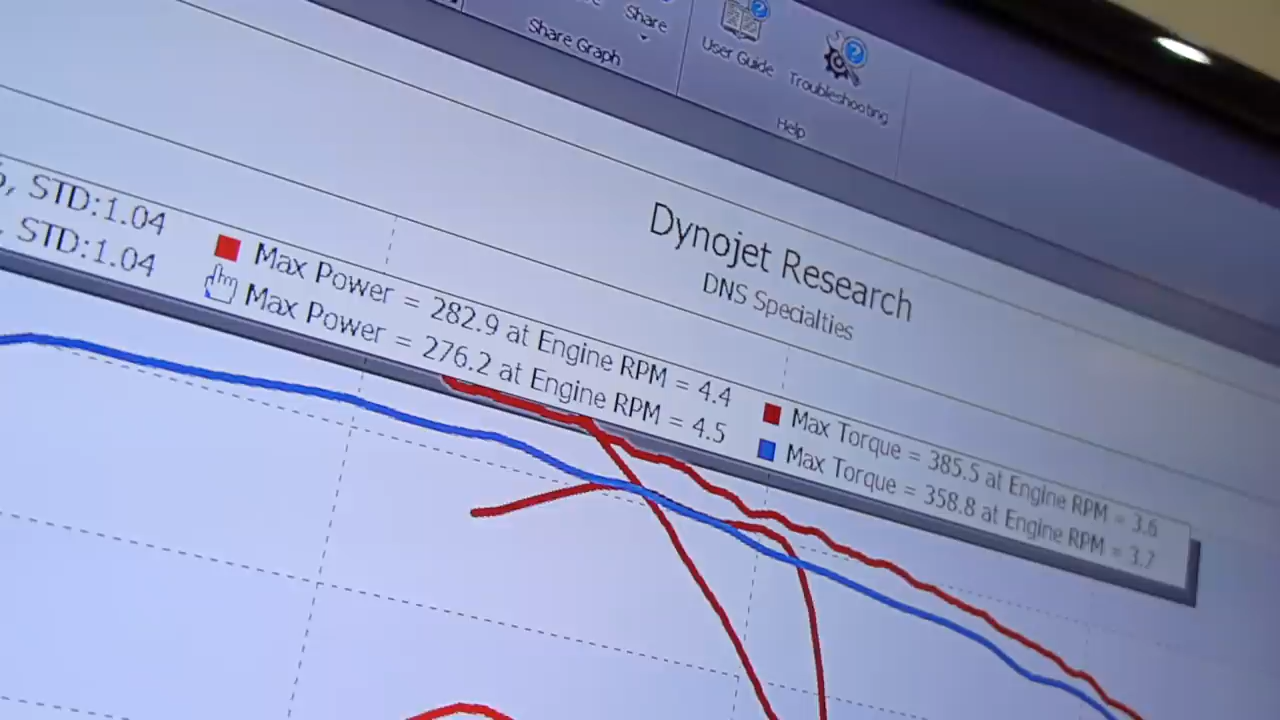 Share
Share Graph
User Guide
Troubleshooting
Help
Dynojet Research
DNS Specialties
, STD:1.04
Max Power = 282.9 at Engine RPM = 4.4
Max Torque = 385.5 at Engine RPM = 3.6
, STD:1.04
Max Power = 276.2 at Engine RPM = 4.5
Max Torque = 358.8 at Engine RPM = 3.7